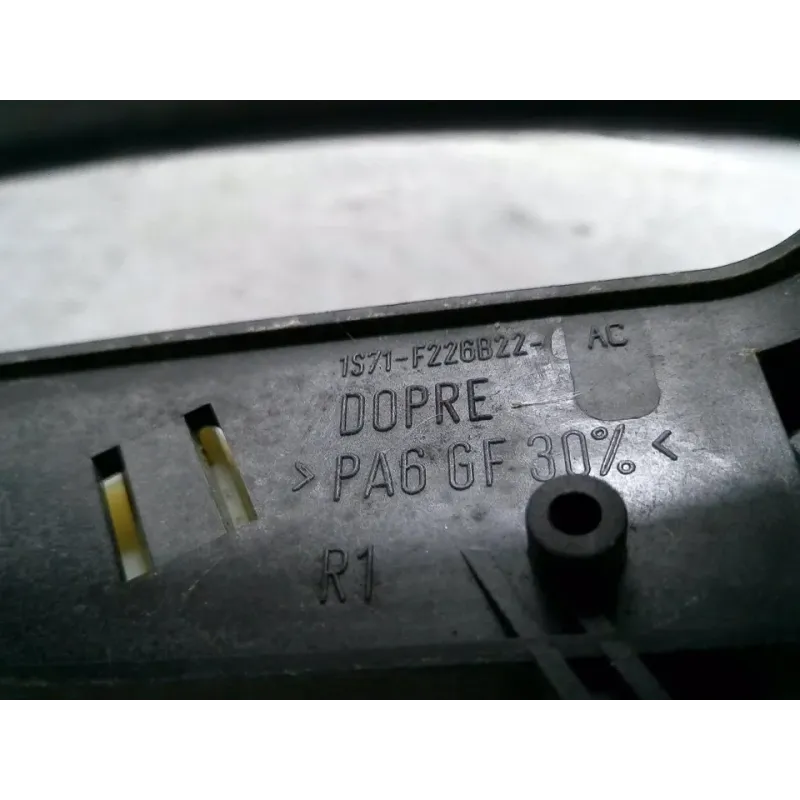 1S71-F226B22- AC
DOPRE
>PA6 GF 30%<
R1